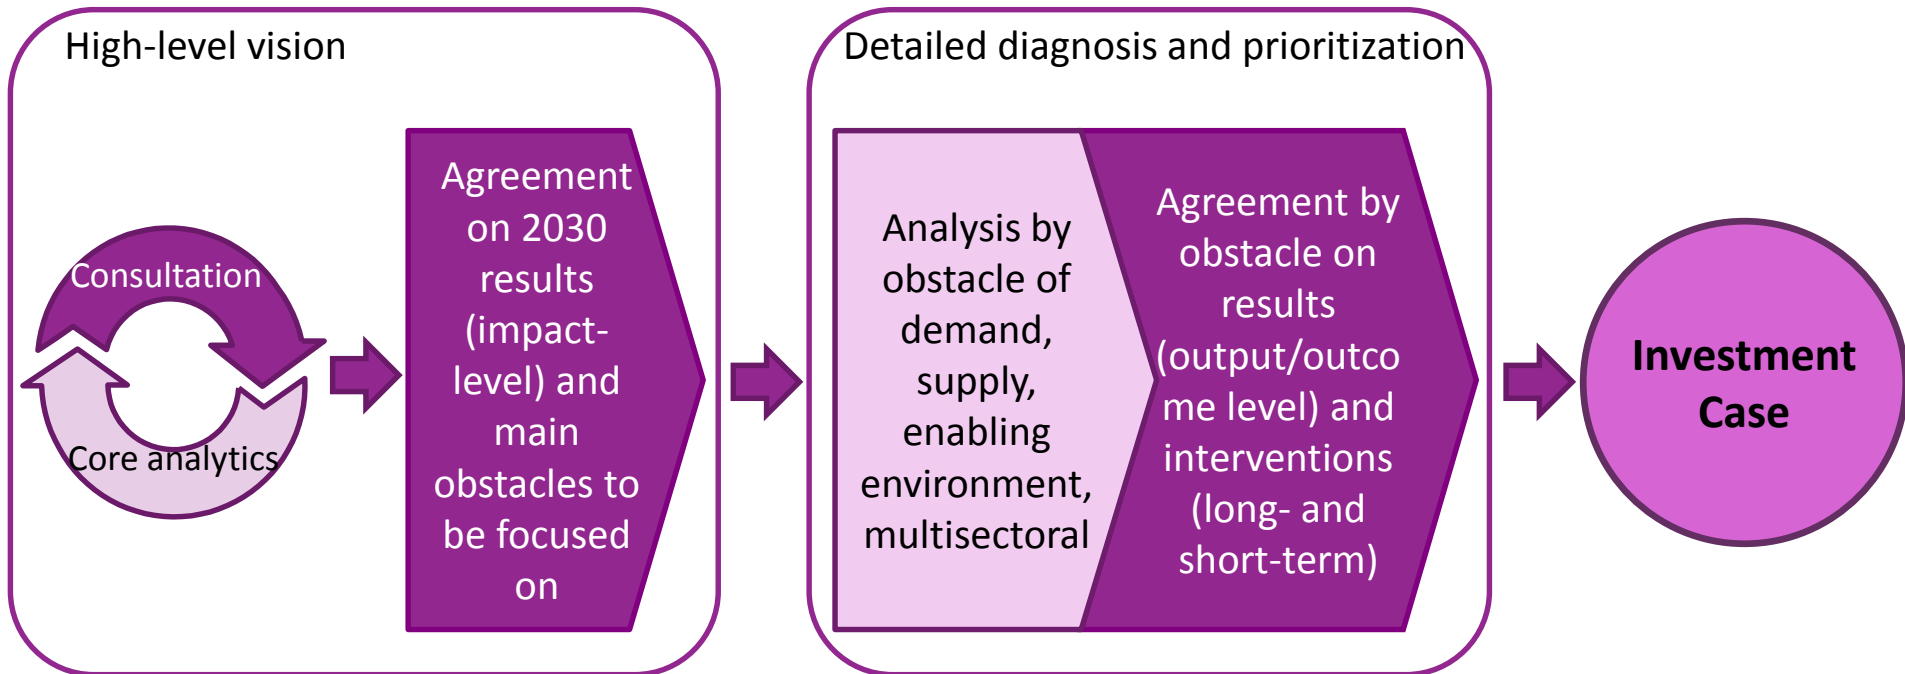 High-level vision
Consultation
Core analytics
Agreement
on 2030
results
(impact-
level) and
main
obstacles to
be focused
on
Detailed diagnosis and prioritization
Analysis by
obstacle of
demand,
supply,
enabling
environment,
multisectoral
Agreement by
obstacle on
results
(output/outco
me level) and
interventions
(long- and
short-term)
Investment
Case